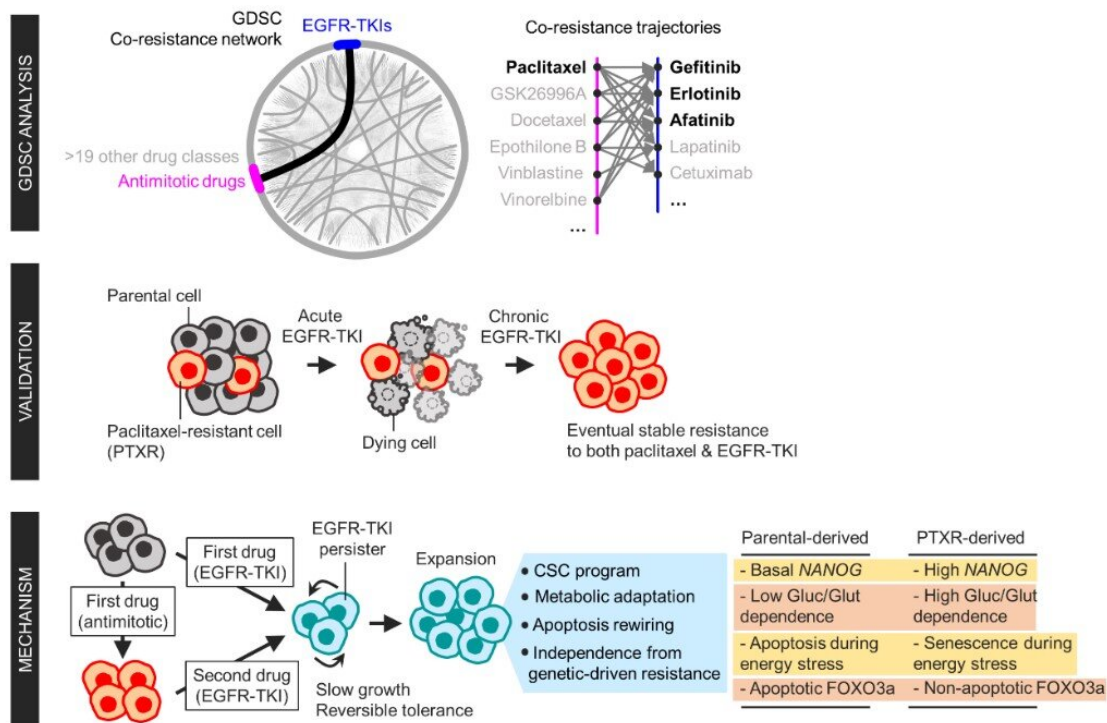 GDSC ANALYSIS
GDSC
Co-resistance network
EGFR-TKIs
>19 other drug classes
Antimitotic drugs
Co-resistance trajectories
Paclitaxel
GSK26996A
Docetaxel
Epothilone B
Vinblastine
Vinorelbine
...
Gefitinib
Erlotinib
Afatinib
Lapatinib
Cetuximab
...
VALIDATION
Parental cell
Paclitaxel-resistant cell
(PTXR)
Acute
EGFR-TKI
Dying cell
Chronic
EGFR-TKI
Eventual stable resistance
to both paclitaxel & EGFR-TKI
MECHANISM
First drug
(antimitotic)
First drug
(EGFR-TKI)
Second drug
(EGFR-TKI)
EGFR-TKI
persister
Slow growth
Reversible tolerance
Expansion
• CSC program
• Metabolic adaptation
• Apoptosis rewiring
• Independence from
genetic-driven resistance
Parental-derived
- Basal NANOG
- Low Gluc/Glut
dependence
- Apoptosis during
energy stress
- Apoptotic FOXO3a
PTXR-derived
- High NANOG
- High Gluc/Glut
dependence
- Senescence during
energy stress
- Non-apoptotic FOXO3a